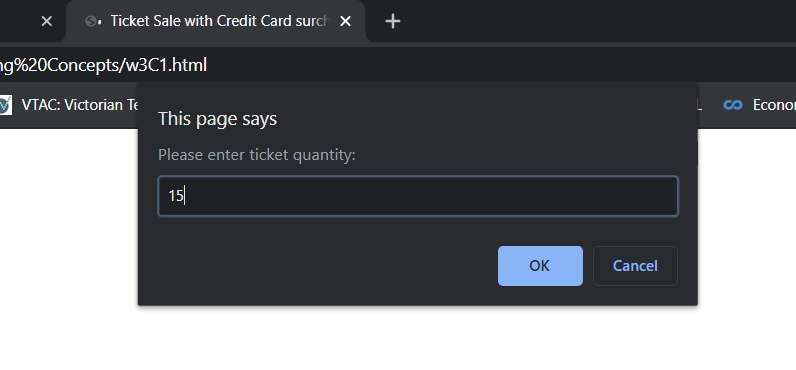 Ticket Sale with Credit Card surch
ng%20Concepts/w3C1.html
VTAC: Victorian Te
Econor
This page says
Please enter ticket quantity:
15
OK
Cancel